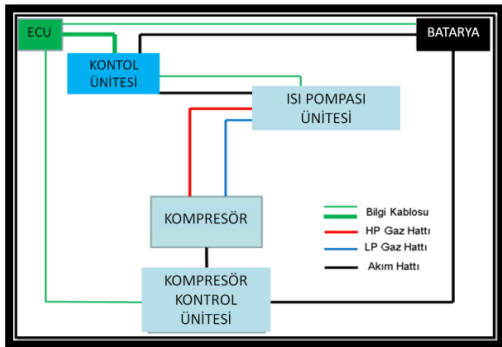 ECU
BATARYA
KONTOL
ÜNİTESİ
ISI POMPASI
ÜNİTESİ
KOMPRESÖR
KOMPRESÖR
KONTROL
ÜNİTESİ
Bilgi Kablosu
HP Gaz Hattı
LP Gaz Hattı
Akım Hattı